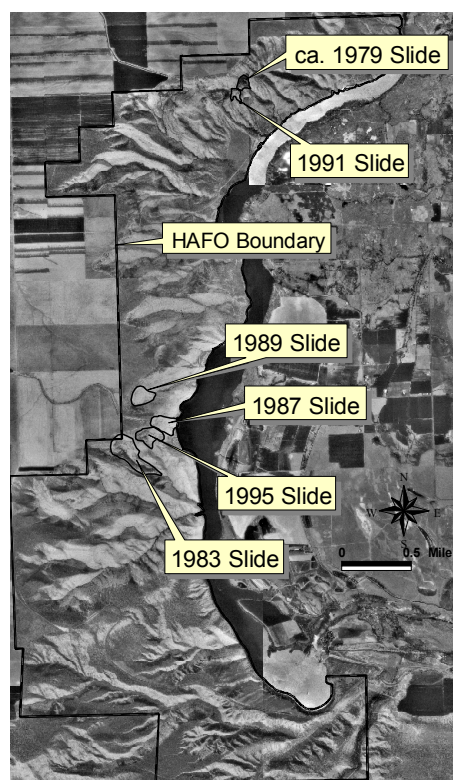 ca. 1979 Slide
1991 Slide
HAFO Boundary
1989 Slide
1987 Slide
1995 Slide
1983 Slide
N
W E
S
0 0.5 Mile